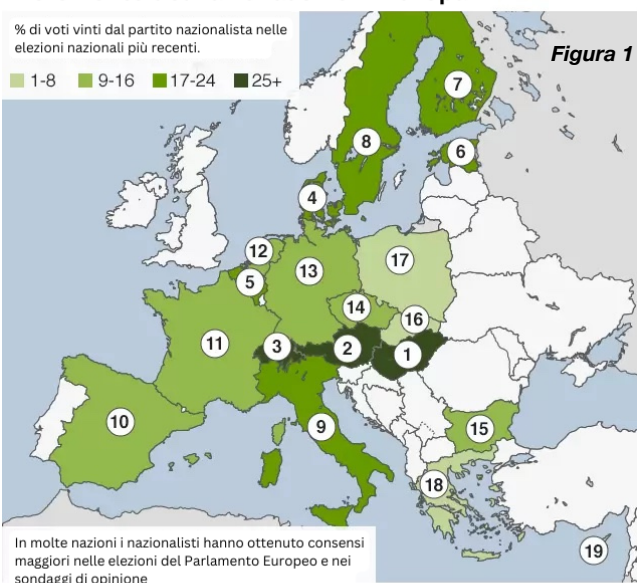 % di voti vinti dal partito nazionalista nelle
elezioni nazionali più recenti.
1-8 9-16 17-24 25+
Figura 1
7
8
6
4
12
13
17
5
14
16
11
3
2
1
10
9
15
18
19
In molte nazioni i nazionalisti hanno ottenuto consensi
maggiori nelle elezioni del Parlamento Europeo e nei
sondaggi di opinione